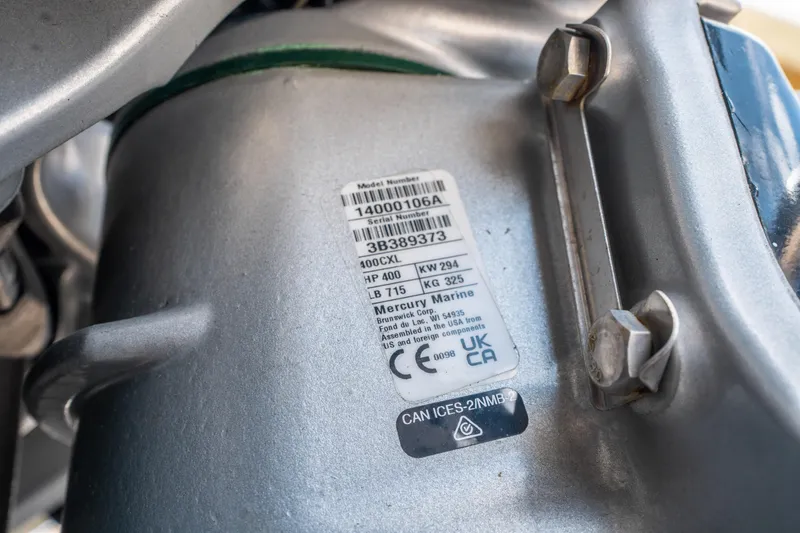 Model Number
14000106A
Serial Number
3B389373
400CXL
HP 400 KW 294
LB 715 KG 325
Mercury Marine
Brunswick Corp.
Fond du Lac, WI 54935
Assembled in the USA from
US and foreign components
CE 0098 UK
CA
CAN ICES-2/NMB-2